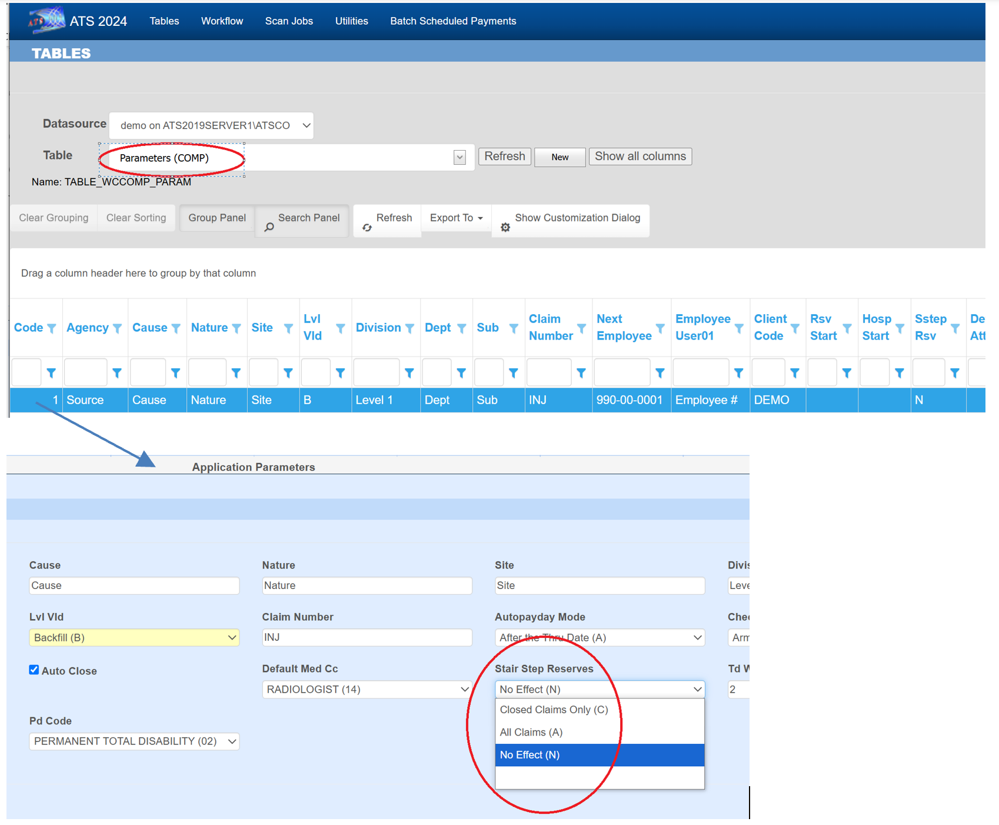 ATS
ATS 2024 Tables Workflow Scan Jobs Utilities Batch Scheduled Payments
TABLES
Datasource demo on ATS2019SERVER1\ATSCO
Table Parameters (COMP) Refresh New Show all columns
Name: TABLE_WCCOMP_PARAM
Clear Grouping Clear Sorting Group Panel Search Panel Refresh Export To Show Customization Dialog
Drag a column header here to group by that column
Code Agency Cause Nature Site Lvl Vld Division Dept Sub Claim Number Next Employee Employee User01 Client Code Rsv Start Hosp Start Sstep Rsv De Att
1 Source Cause Nature Site B Level 1 Dept Sub INJ 990-00-0001 Employee # DEMO N
Application Parameters
Cause Nature Site Divis
Cause Nature Site Leve
Lvl Vld Claim Number Autopayday Mode Chec
Backfill (B) INJ After the Thru Date (A) Arm
Auto Close Default Med Cc Stair Step Reserves Td W
RADIOLOGIST (14) No Effect (N) 2
Closed Claims Only (C)
Pd Code
All Claims (A)
PERMANENT TOTAL DISABILITY (02)
No Effect (N)